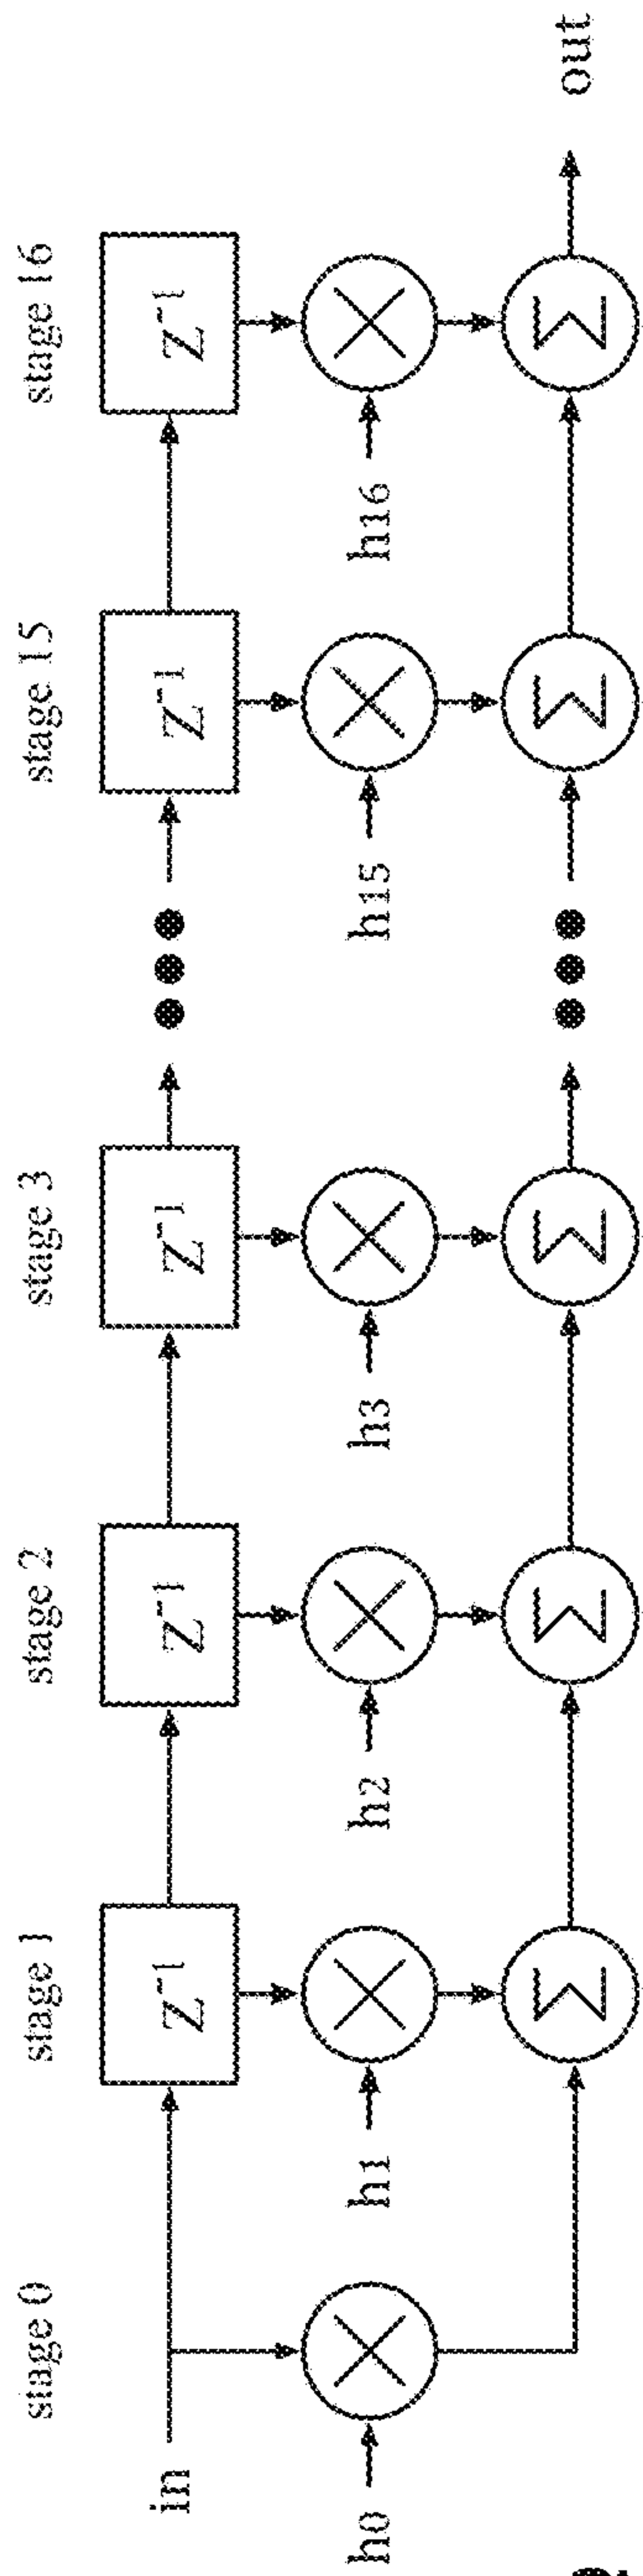 stage 0 stage 1 stage 2 stage 3 stage 15 stage 16
in Z⁻¹ Z⁻¹ Z⁻¹ ••• Z⁻¹ Z⁻¹
h0 h1 h2 h3 h15 h16
Σ Σ Σ ••• Σ Σ out